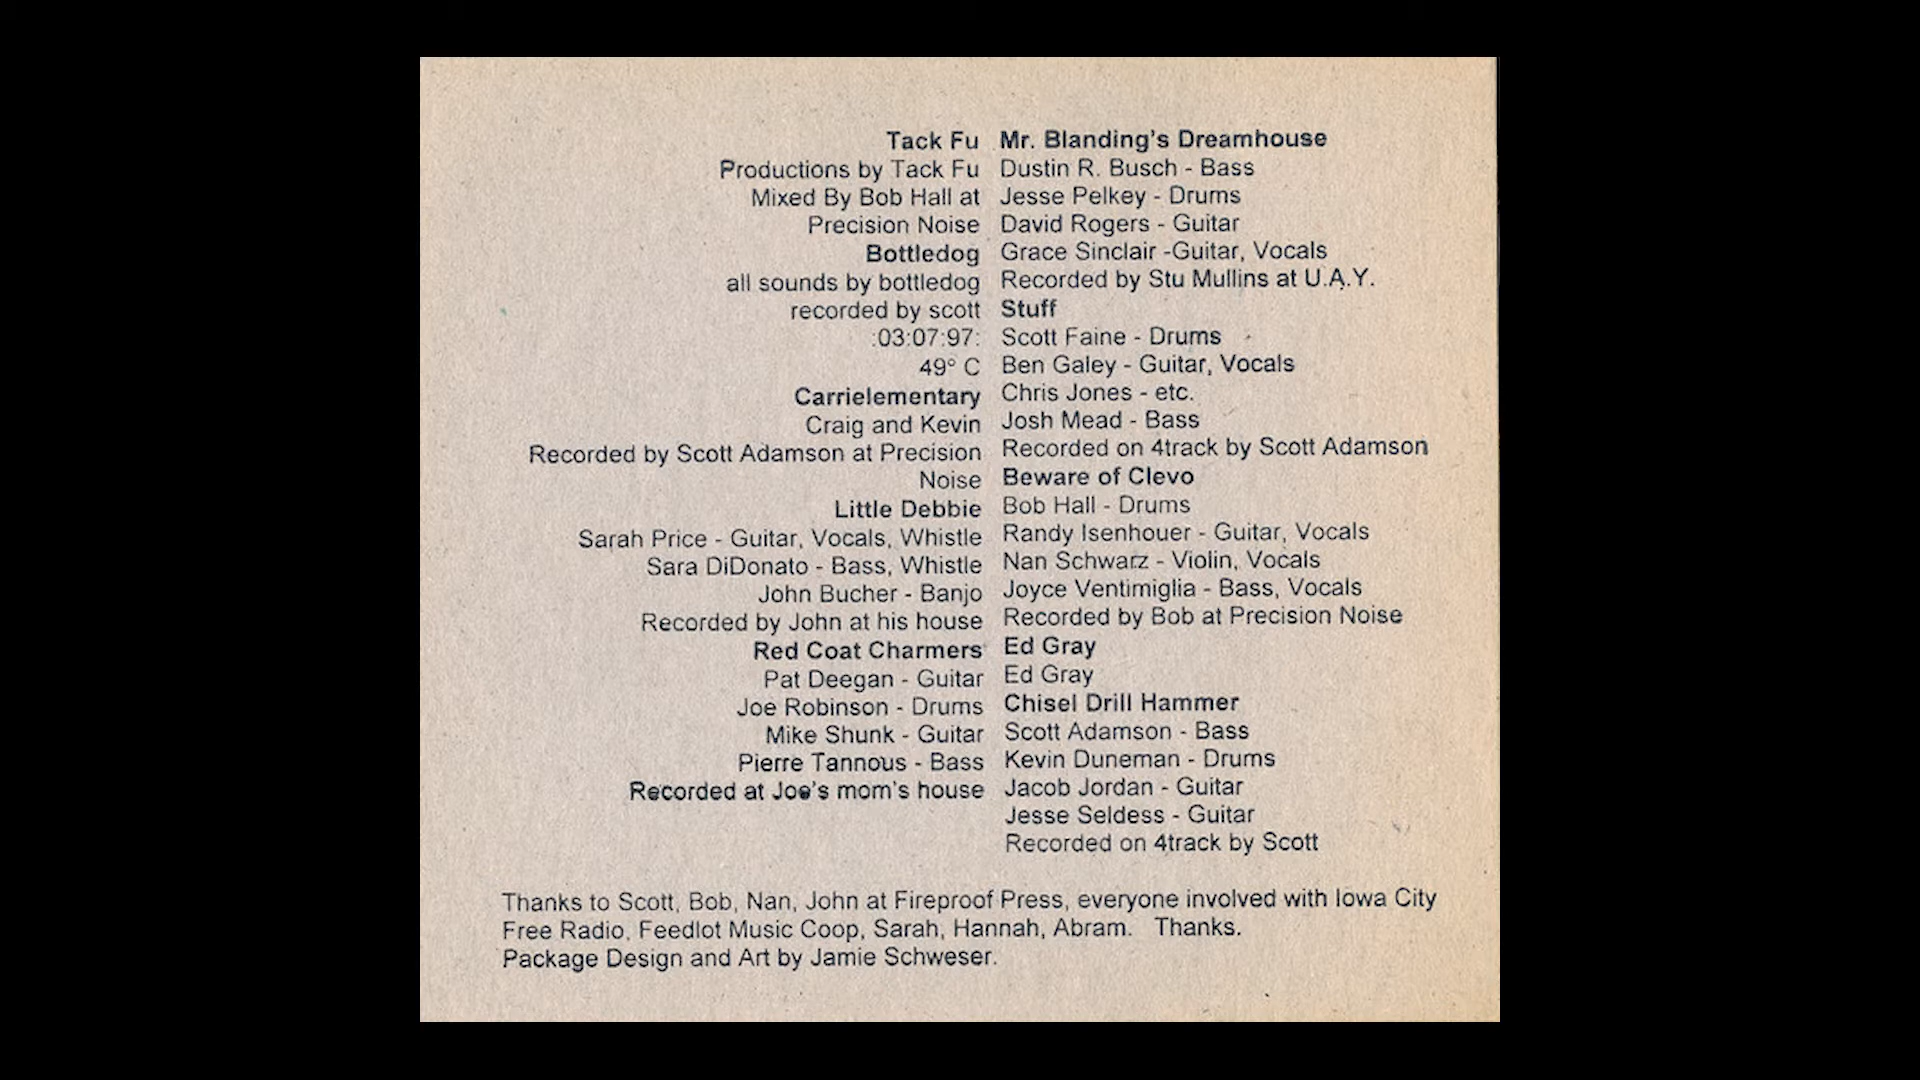 Tack Fu
Productions by Tack Fu
Mixed By Bob Hall at
Precision Noise
Bottledog
all sounds by bottledog
recorded by scott
:03:07:97:
49° C
Carrielementary
Craig and Kevin
Recorded by Scott Adamson at Precision
Noise
Little Debbie
Sarah Price - Guitar, Vocals, Whistle
Sara DiDonato - Bass, Whistle
John Bucher - Banjo
Recorded by John at his house
Red Coat Charmers
Pat Deegan - Guitar
Joe Robinson - Drums
Mike Shunk - Guitar
Pierre Tannous - Bass
Recorded at Joe's mom's house
Mr. Blanding's Dreamhouse
Dustin R. Busch - Bass
Jesse Pelkey - Drums
David Rogers - Guitar
Grace Sinclair -Guitar, Vocals
Recorded by Stu Mullins at U.A.Y.
Stuff
Scott Faine - Drums
Ben Galey - Guitar, Vocals
Chris Jones - etc.
Josh Mead - Bass
Recorded on 4track by Scott Adamson
Beware of Clevo
Bob Hall - Drums
Randy Isenhouer - Guitar, Vocals
Nan Schwarz - Violin, Vocals
Joyce Ventimiglia - Bass, Vocals
Recorded by Bob at Precision Noise
Ed Gray
Ed Gray
Chisel Drill Hammer
Scott Adamson - Bass
Kevin Duneman - Drums
Jacob Jordan - Guitar
Jesse Seldess - Guitar
Recorded on 4track by Scott
Thanks to Scott, Bob, Nan, John at Fireproof Press, everyone involved with Iowa City
Free Radio, Feedlot Music Coop, Sarah, Hannah, Abram. Thanks.
Package Design and Art by Jamie Schweser.